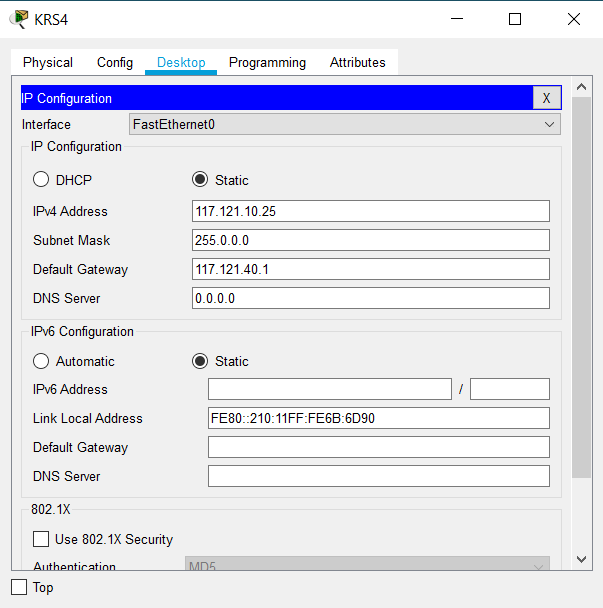 KRS4
Physical Config Desktop Programming Attributes
IP Configuration X
Interface FastEthernet0
IP Configuration
DHCP Static
IPv4 Address 117.121.10.25
Subnet Mask 255.0.0.0
Default Gateway 117.121.40.1
DNS Server 0.0.0.0
IPv6 Configuration
Automatic Static
IPv6 Address /
Link Local Address FE80::210:11FF:FE6B:6D90
Default Gateway
DNS Server
802.1X
Use 802.1X Security
Authentication MD5
Top